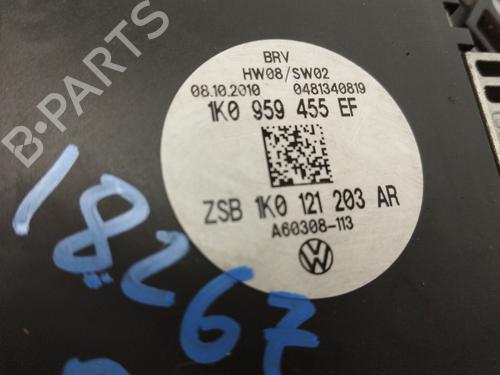 BRV
HW08/SW02
08.10.2010 0481340819
1K0 959 455 EF
ZSB 1K0 121 203 AR
A60308-113
VW
18267
B-PARTS